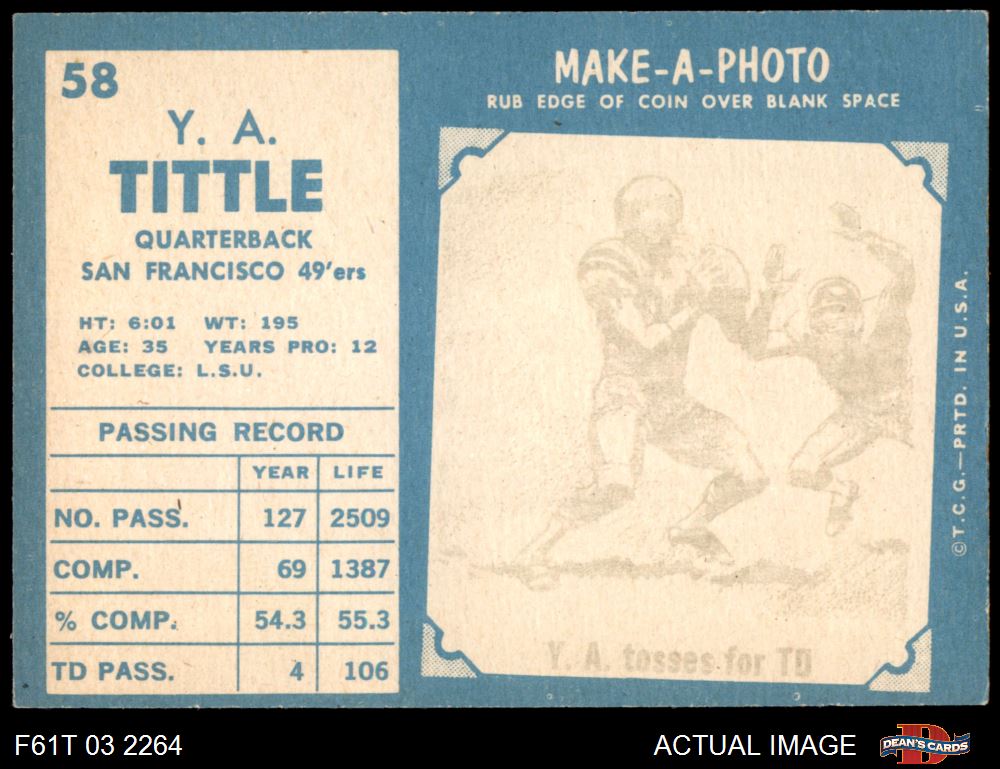 58
Y. A.
TITTLE
QUARTERBACK
SAN FRANCISCO 49'ers
HT: 6:01 WT: 195
AGE: 35 YEARS PRO: 12
COLLEGE: L.S.U.
PASSING RECORD
YEAR LIFE
NO. PASS. 127 2509
COMP. 69 1387
% COMP. 54.3 55.3
TD PASS. 4 106
MAKE-A-PHOTO
RUB EDGE OF COIN OVER BLANK SPACE
Y. A. tosses for TD
©T.C.G.—PRTD. IN U.S.A.
F61T 03 2264
ACTUAL IMAGE
DEAN'S CARDS